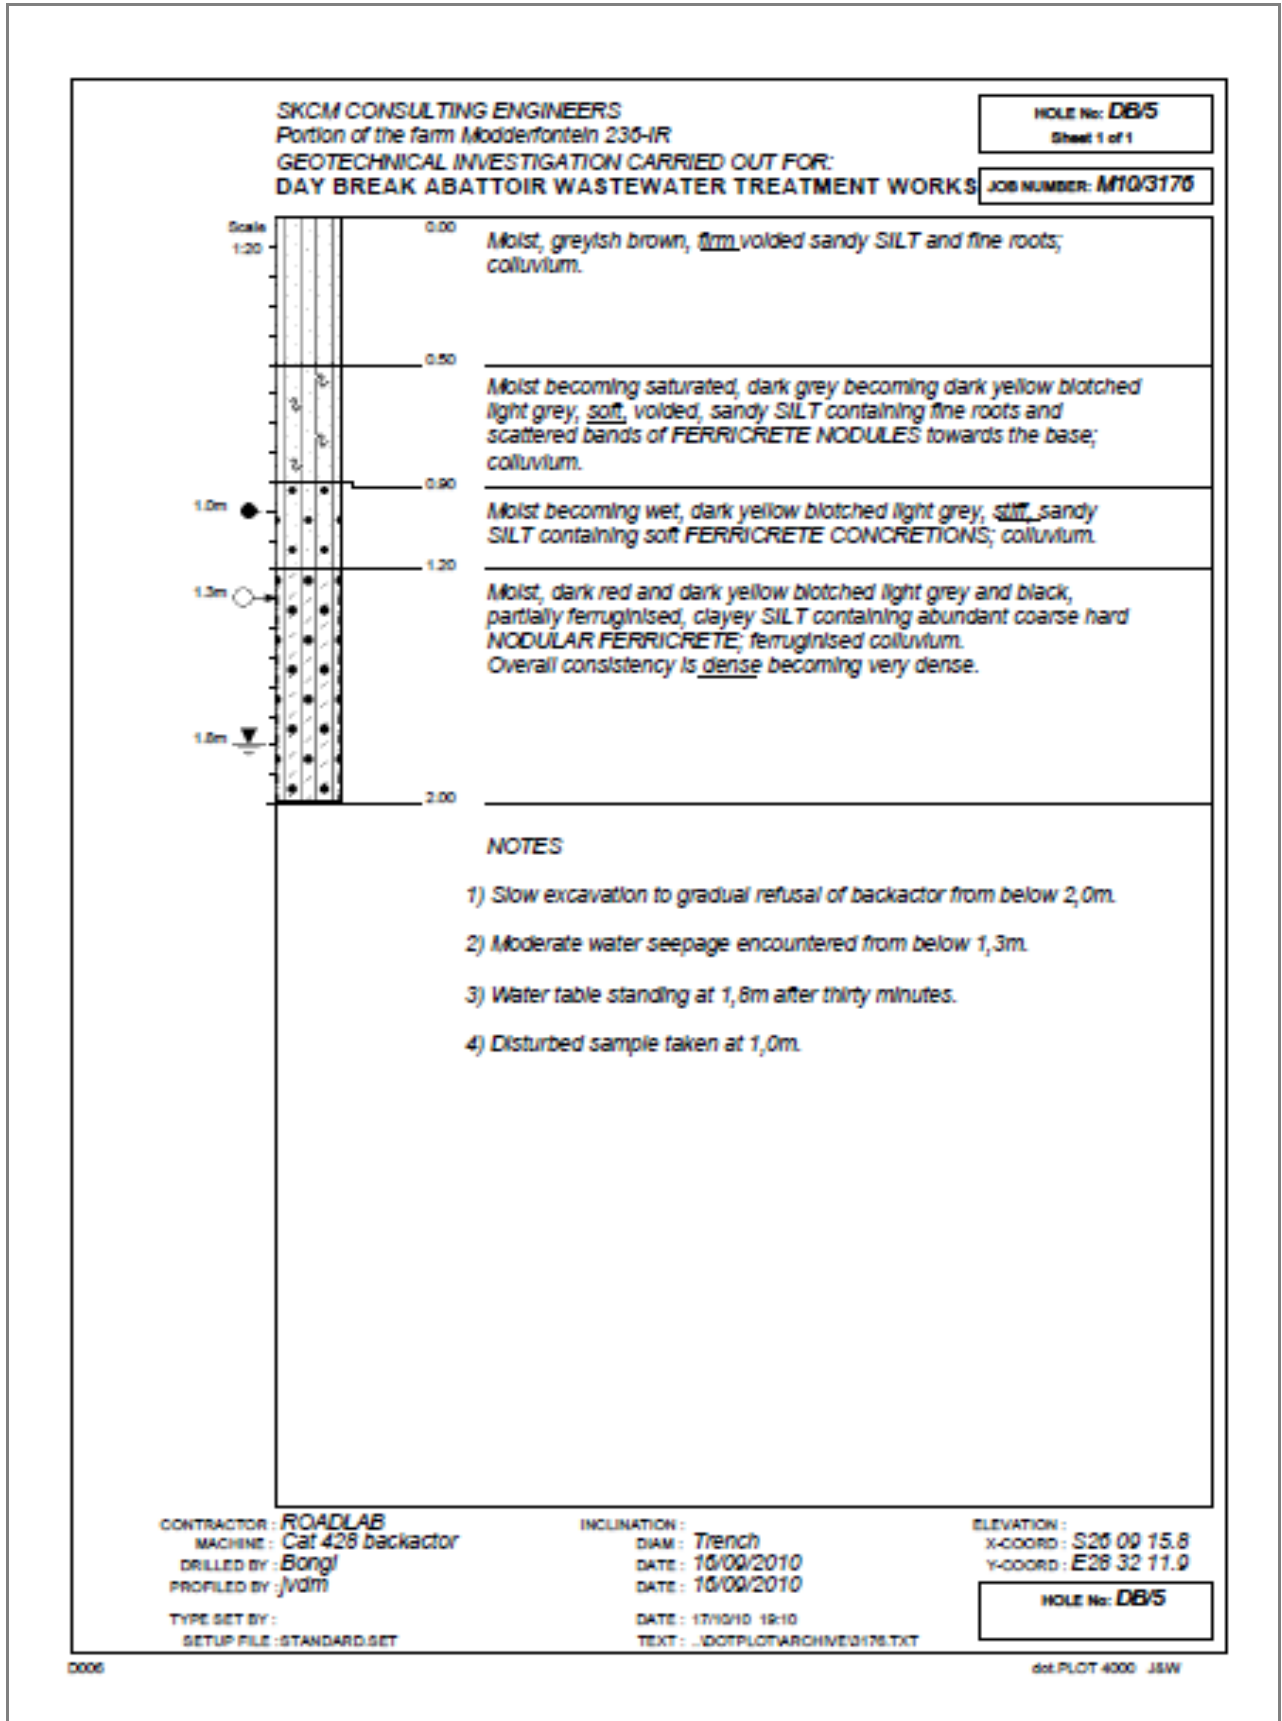 SKCM CONSULTING ENGINEERS
Portion of the farm Modderfontein 236-IR
GEOTECHNICAL INVESTIGATION CARRIED OUT FOR:
DAY BREAK ABATTOIR WASTEWATER TREATMENT WORKS
HOLE No: DB/5
Sheet 1 of 1
JOB NUMBER: M10/3176
Scale
1:20
0.00
Moist, greyish brown, firm voided sandy SILT and fine roots;
colluvium.
0.50
Moist becoming saturated, dark grey becoming dark yellow blotched
light grey, soft, voided, sandy SILT containing fine roots and
scattered bands of FERRICRETE NODULES towards the base;
colluvium.
0.90
1.0m
Moist becoming wet, dark yellow blotched light grey, stiff, sandy
SILT containing soft FERRICRETE CONCRETIONS; colluvium.
1.20
1.3m
Moist, dark red and dark yellow blotched light grey and black,
partially ferruginised, clayey SILT containing abundant coarse hard
NODULAR FERRICRETE; ferruginised colluvium.
Overall consistency is dense becoming very dense.
1.8m
2.00
NOTES
1) Slow excavation to gradual refusal of backactor from below 2,0m.
2) Moderate water seepage encountered from below 1,3m.
3) Water table standing at 1,8m after thirty minutes.
4) Disturbed sample taken at 1,0m.
CONTRACTOR : ROADLAB
MACHINE : Cat 428 backactor
DRILLED BY : Bongi
PROFILED BY : jvdm
TYPE SET BY :
SETUP FILE : STANDARD.SET
INCLINATION :
DIAM : Trench
DATE : 16/09/2010
DATE : 16/09/2010
DATE : 17/10/10 19:10
TEXT : ..\DOTPLOT\ARCHIVE\3176.TXT
ELEVATION :
X-COORD : S26 09 15.8
Y-COORD : E28 32 11.9
HOLE No: DB/5
D006
dot.PLOT 4000 J&W